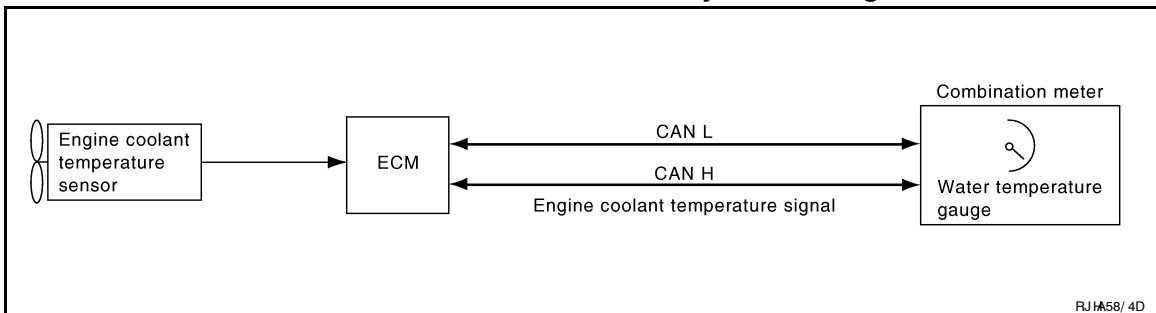 Engine coolant
temperature
sensor
ECM
CAN L
CAN H
Engine coolant temperature signal
Combination meter
Water temperature
gauge